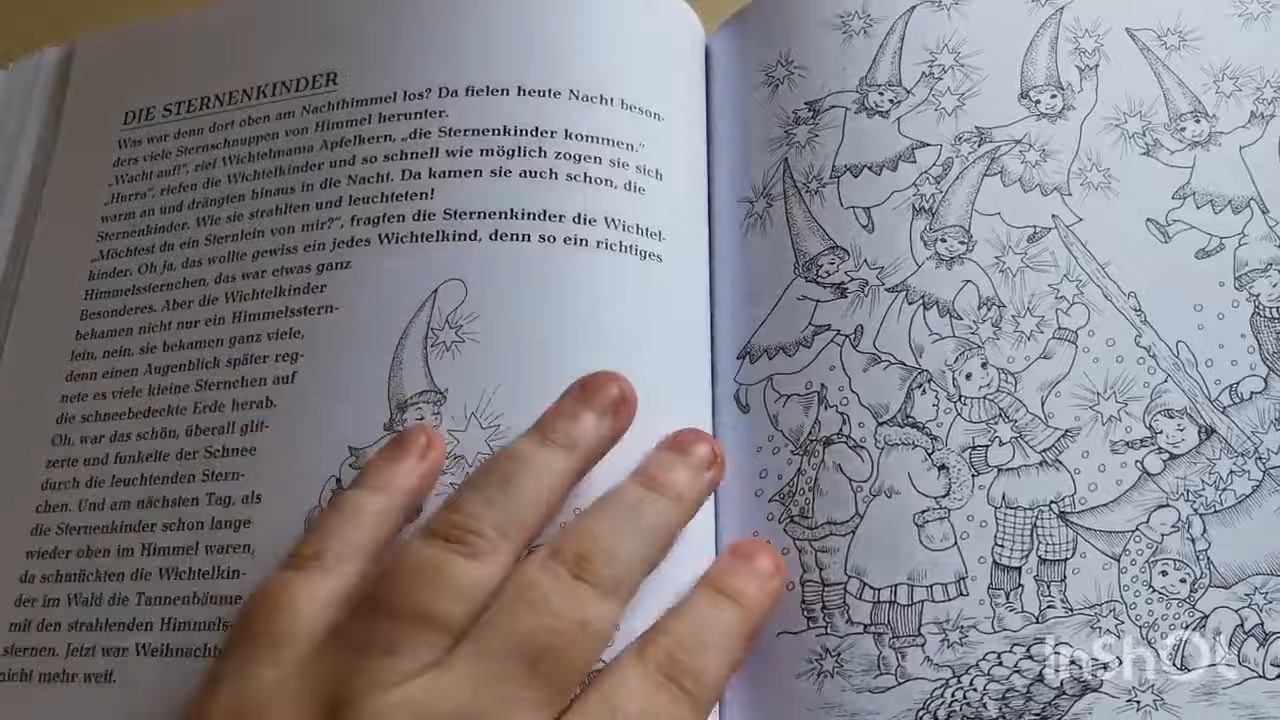 DIE STERNENKINDER
Was war denn dort oben am Nachthimmel los? Da fielen heute Nacht beson-
ders viele Sternschnuppen von Himmel herunter.
„Wacht auf!", rief Wichtelmama Apfelkern, „die Sternenkinder kommen."
„Hurra", riefen die Wichtelkinder und so schnell wie möglich zogen sie sich
warm an und drängten hinaus in die Nacht. Da kamen sie auch schon, die
Sternenkinder. Wie sie strahlten und leuchteten!
„Möchtest du ein Sternlein von mir?", fragten die Sternenkinder die Wichtel-
kinder. Oh ja, das wollte gewiss ein jedes Wichtelkind, denn so ein richtiges
Himmelssternchen, das war etwas ganz
Besonderes. Aber die Wichtelkinder
bekamen nicht nur ein Himmelsstern-
lein, nein, sie bekamen ganz viele,
denn einen Augenblick später reg-
nete es viele kleine Sternchen auf
die schneebedeckte Erde herab.
Oh, war das schön, überall glit-
zerte und funkelte der Schnee
durch die leuchtenden Stern-
chen. Und am nächsten Tag, als
die Sternenkinder schon lange
wieder oben im Himmel waren,
da schmückten die Wichtelkin-
der im Wald die Tannenbäume
mit den strahlenden Himmels-
sternen. Jetzt war Weihnacht
nicht mehr weit.
InShOt